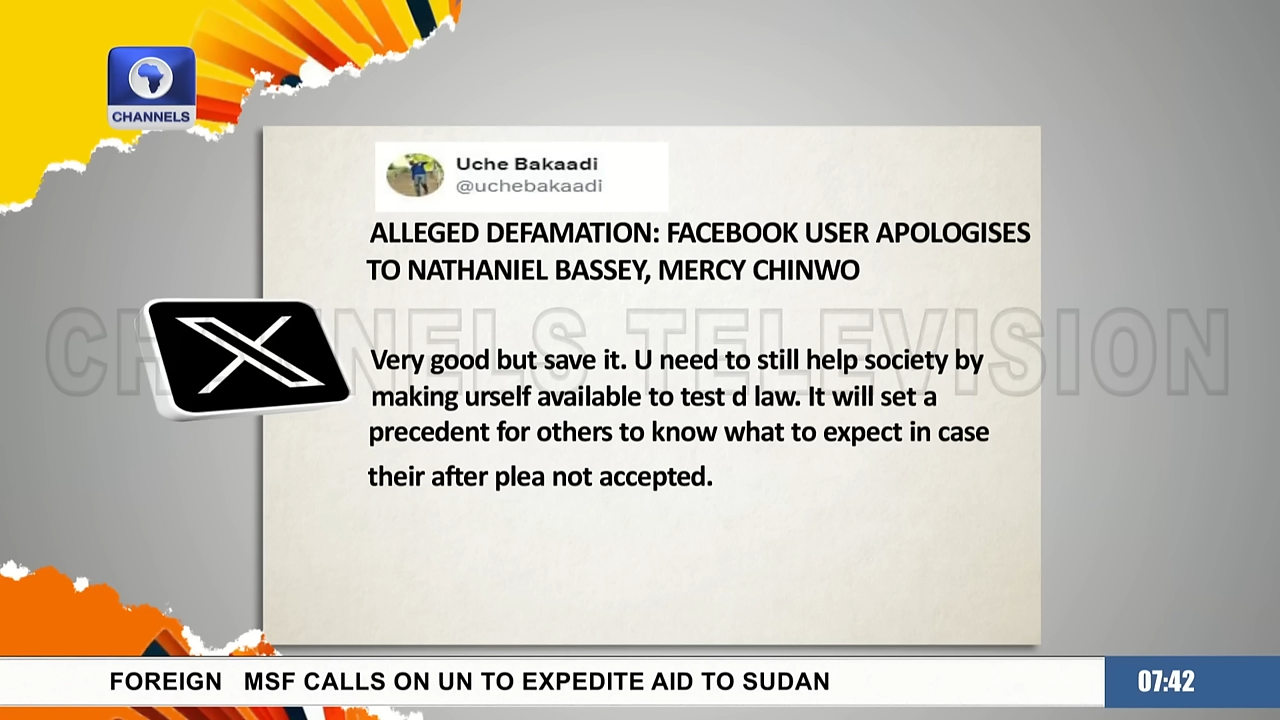 CHANNELS
Uche Bakaadi
@uchebakaadi
ALLEGED DEFAMATION: FACEBOOK USER APOLOGISES
TO NATHANIEL BASSEY, MERCY CHINWO
CHANNELS TELEVISION
Very good but save it. U need to still help society by
making urself available to test d law. It will set a
precedent for others to know what to expect in case
their after plea not accepted.
FOREIGN MSF CALLS ON UN TO EXPEDITE AID TO SUDAN
07:42